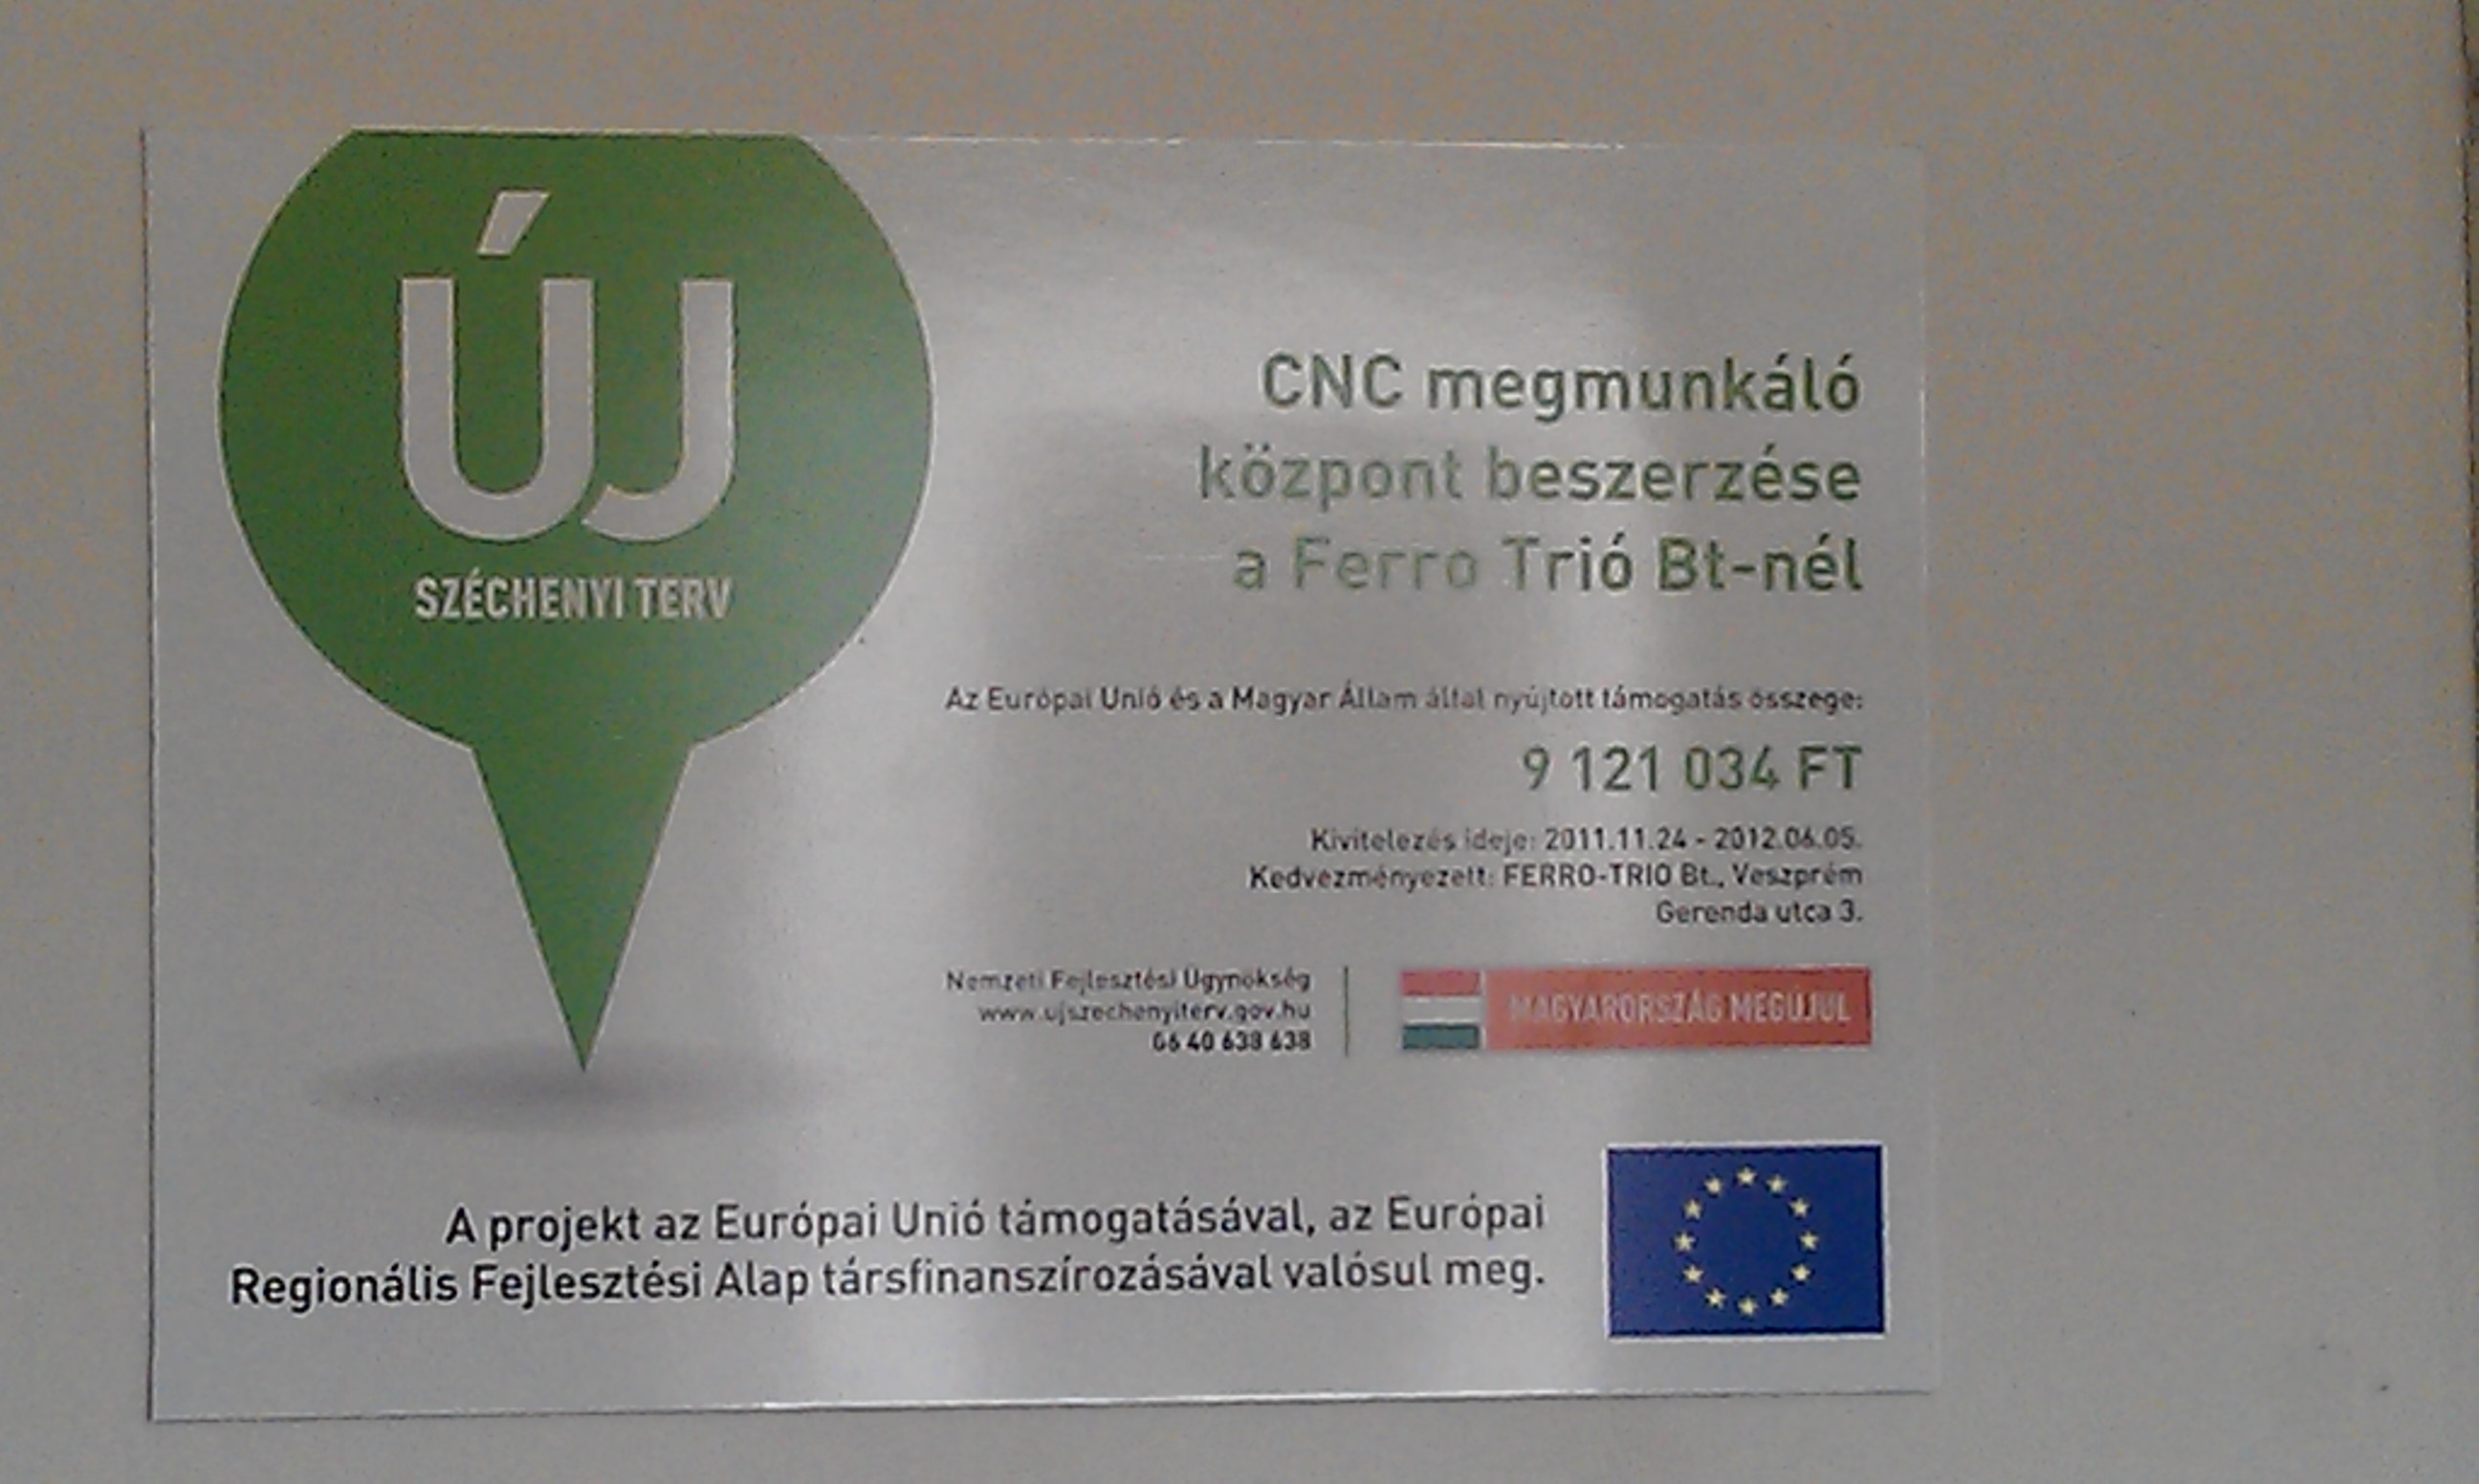 ÚJ
SZÉCHENYI TERV
CNC megmunkáló
központ beszerzése
a Ferro Trió Bt-nél
Az Európai Unió és a Magyar Állam által nyújtott támogatás összege:
9 121 034 FT
Kivitelezés ideje: 2011.11.24 - 2012.06.05.
Kedvezményezett: FERRO-TRIO Bt., Veszprém
Gerenda utca 3.
Nemzeti Fejlesztési Ügynökség
www.ujszechenyiterv.gov.hu
06 40 638 638
MAGYARORSZÁG MEGÚJUL
A projekt az Európai Unió támogatásával, az Európai
Regionális Fejlesztési Alap társfinanszírozásával valósul meg.